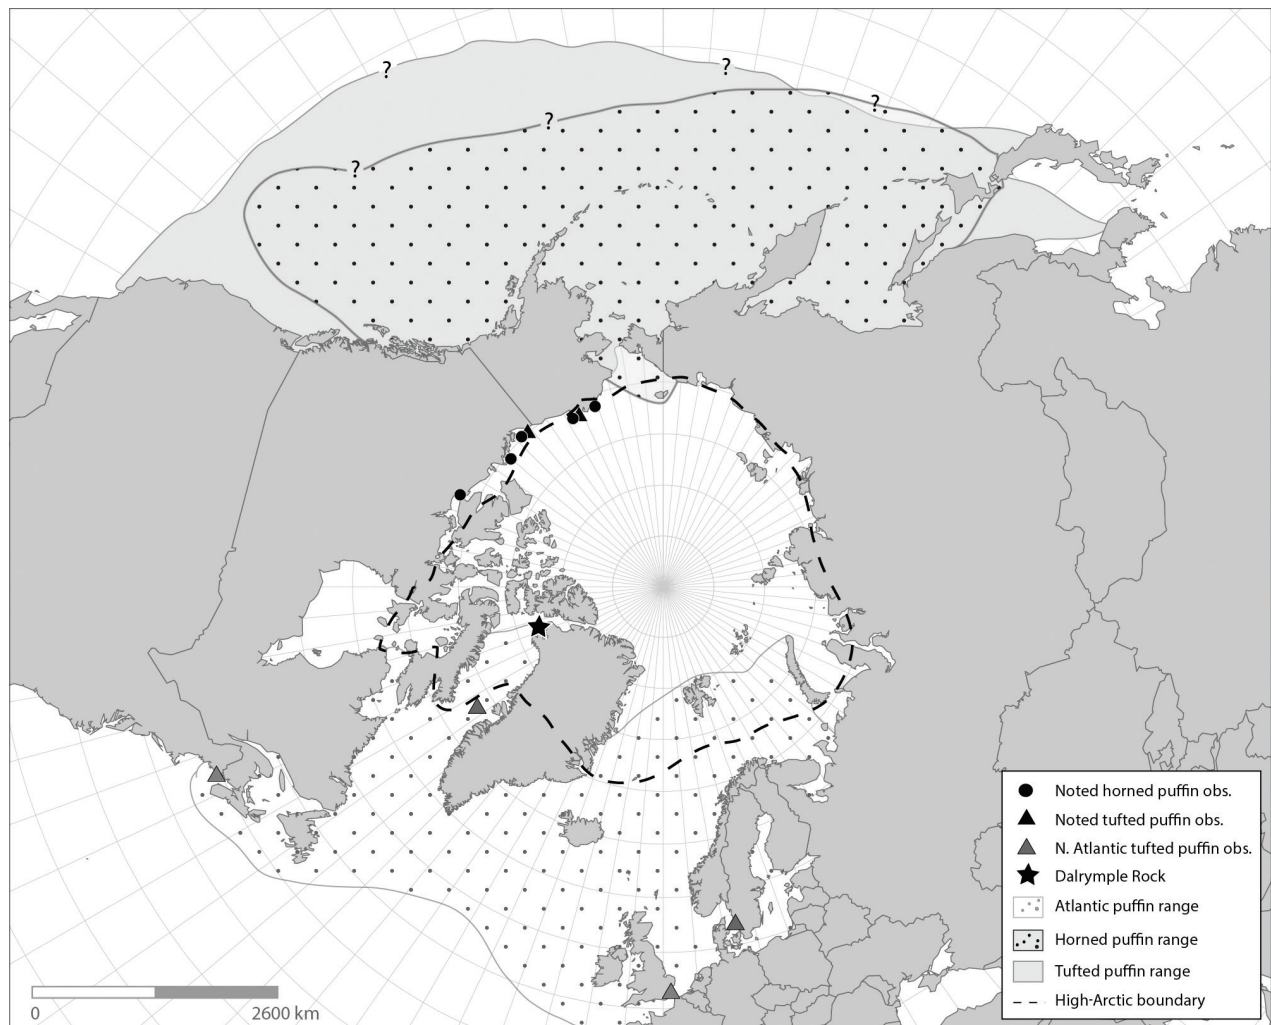 ?
?
?
?
?
Noted horned puffin obs.
Noted tufted puffin obs.
N. Atlantic tufted puffin obs.
Dalrymple Rock
Atlantic puffin range
Horned puffin range
Tufted puffin range
High-Arctic boundary
0 2600 km